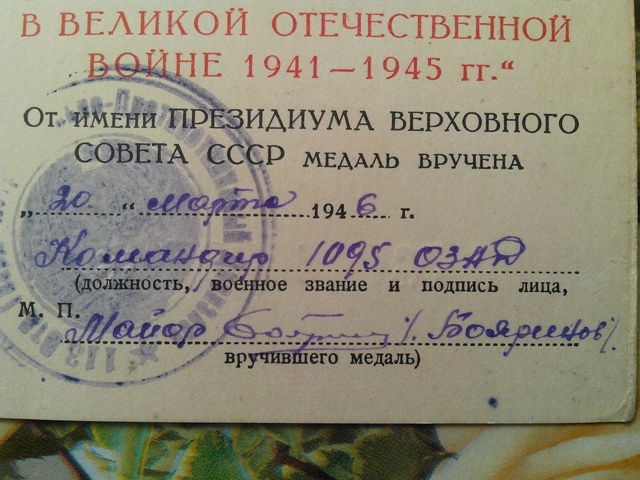 В ВЕЛИКОЙ ОТЕЧЕСТВЕННОЙ
ВОЙНЕ 1941—1945 гг.“
От имени ПРЕЗИДИУМА ВЕРХОВНОГО
СОВЕТА СССР МЕДАЛЬ ВРУЧЕНА
„20“ марта 1946 г.
Командир 1095 ОЗАД
(должность, военное звание и подпись лица,
М. П.
Майор /Бояринов/.
вручившего медаль)